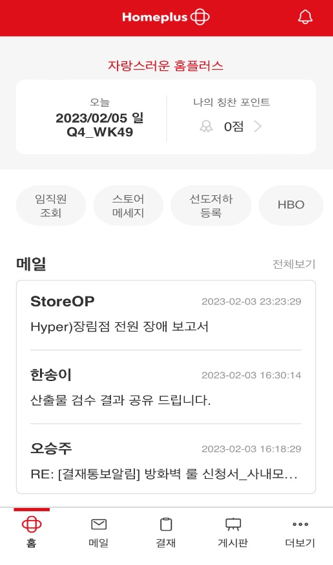 Homeplus
자랑스러운 홈플러스
오늘
2023/02/05 일
Q4_WK49
나의 칭찬 포인트
0점
임직원
조회
스토어
메세지
선도저하
등록
HBO
메일
전체보기
StoreOP
2023-02-03 23:23:29
Hyper)장림점 전원 장애 보고서
한송이
2023-02-03 16:30:14
산출물 검수 결과 공유 드립니다.
오승주
2023-02-03 16:18:29
RE: [결재통보알림] 방화벽 룰 신청서_사내모...
홈
메일
결재
게시판
더보기